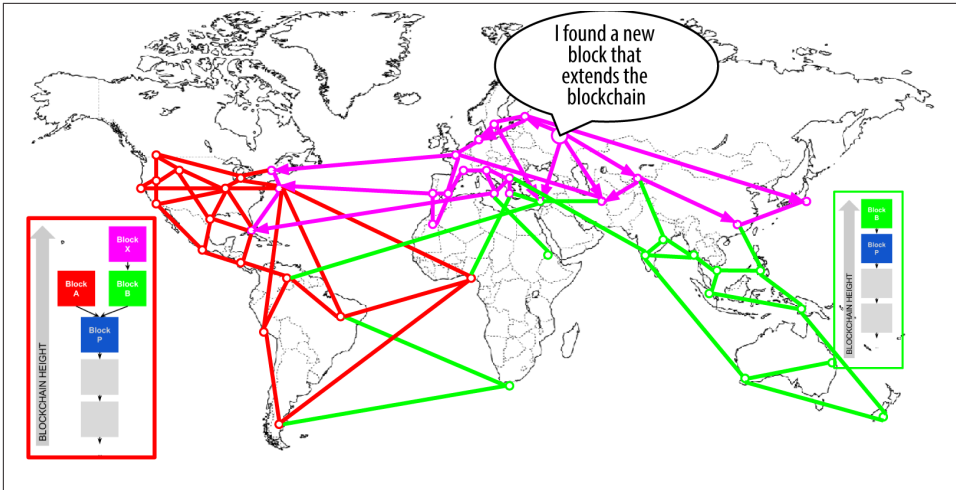 I found a new
block that
extends the
blockchain
BLOCKCHAIN HEIGHT
Block
X
Block
A
Block
B
Block
P
BLOCKCHAIN HEIGHT
Block
B
Block
P